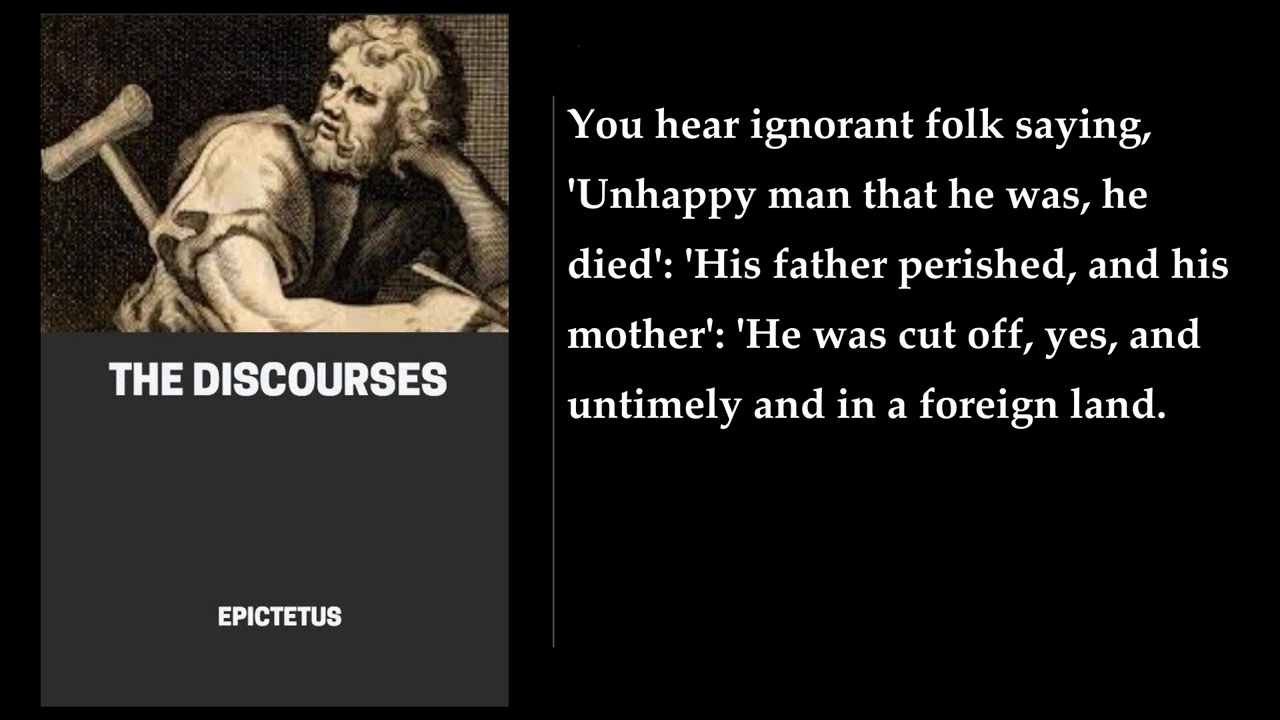 THE DISCOURSES
EPICTETUS
You hear ignorant folk saying,
'Unhappy man that he was, he
died': 'His father perished, and his
mother': 'He was cut off, yes, and
untimely and in a foreign land.